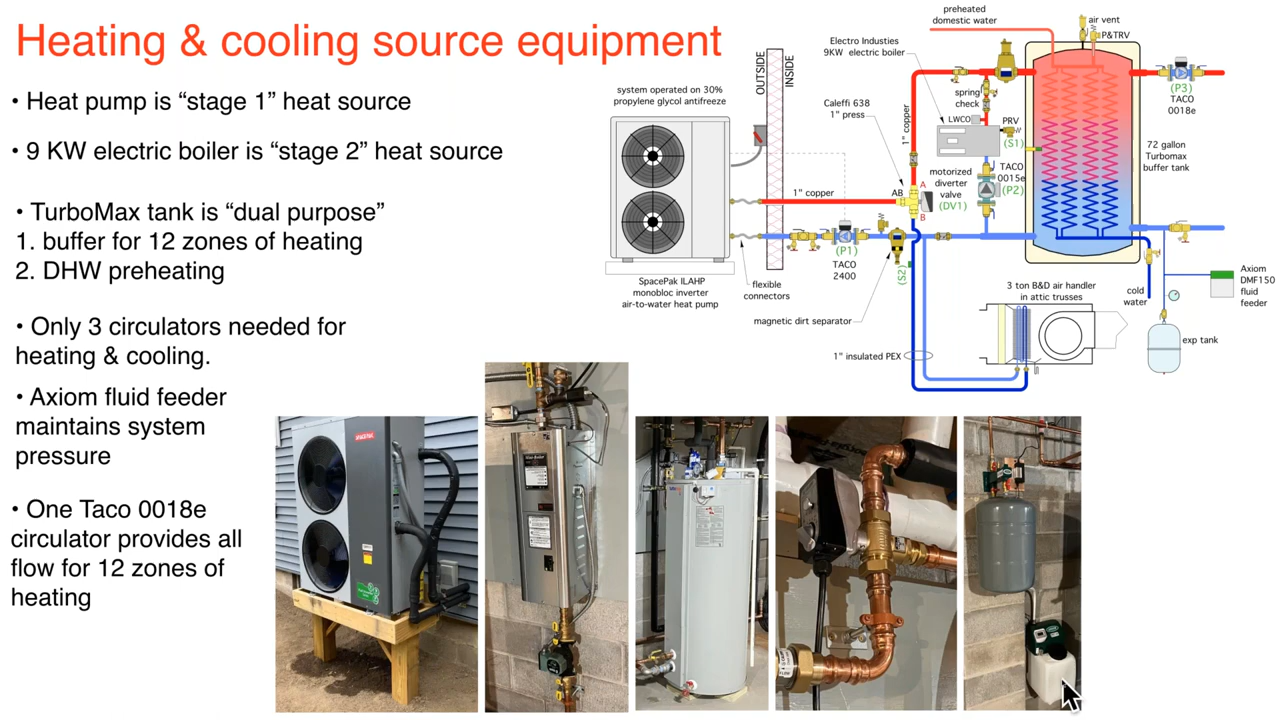 Heating & cooling source equipment
• Heat pump is “stage 1” heat source
• 9 KW electric boiler is “stage 2” heat source
• TurboMax tank is “dual purpose”
1. buffer for 12 zones of heating
2. DHW preheating
• Only 3 circulators needed for
heating & cooling.
• Axiom fluid feeder
maintains system
pressure
• One Taco 0018e
circulator provides all
flow for 12 zones of
heating
preheated
domestic water
air vent
P&TRV
Electro Industies
9KW electric boiler
OUTSIDE
INSIDE
system operated on 30%
propylene glycol antifreeze
Caleffi 638
1" press
1" copper
spring
check
LWCO
PRV
(S1)
(P3)
TACO
0018e
72 gallon
Turbomax
buffer tank
TACO
0015e
(P2)
motorized
diverter
valve
(DV1)
1" copper
AB
A
B
(P1)
TACO
2400
(S2)
SpacePak ILAHP
monobloc inverter
air-to-water heat pump
flexible
connectors
magnetic dirt separator
3 ton B&D air handler
in attic trusses
cold
water
Axiom
DMF150
fluid
feeder
exp tank
1" insulated PEX